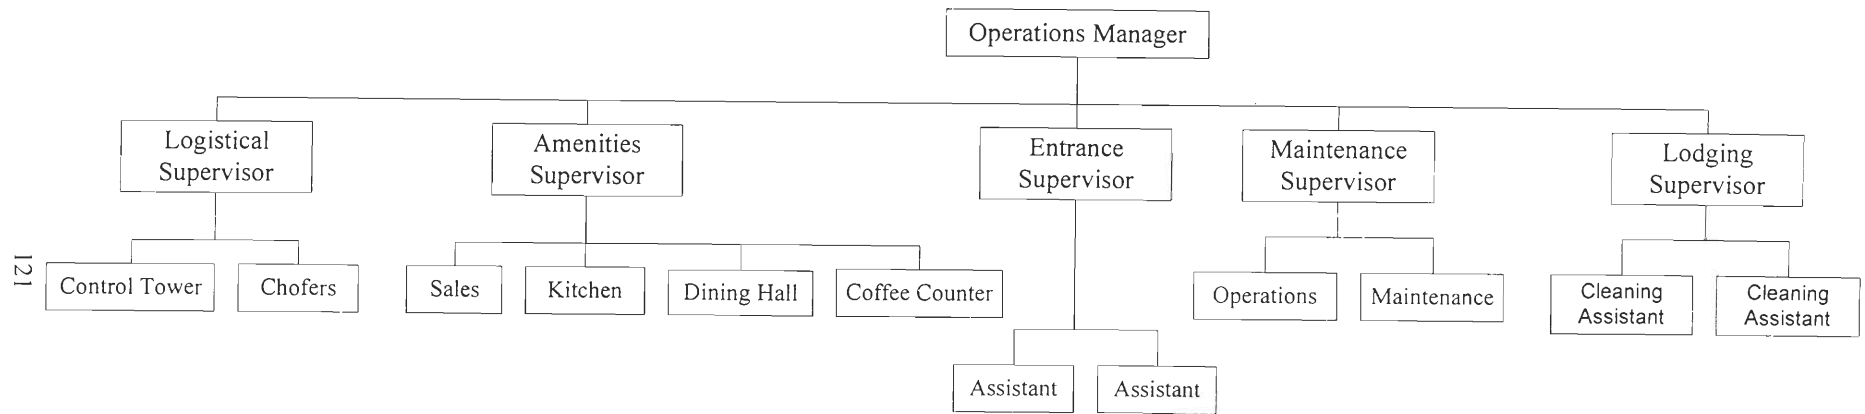 Operations Manager
Logistical
Supervisor
Amenities
Supervisor
Entrance
Supervisor
Maintenance
Supervisor
Lodging
Supervisor
Control Tower
Chofers
Sales
Kitchen
Dining Hall
Coffee Counter
Assistant
Assistant
Operations
Maintenance
Cleaning
Assistant
Cleaning
Assistant
121